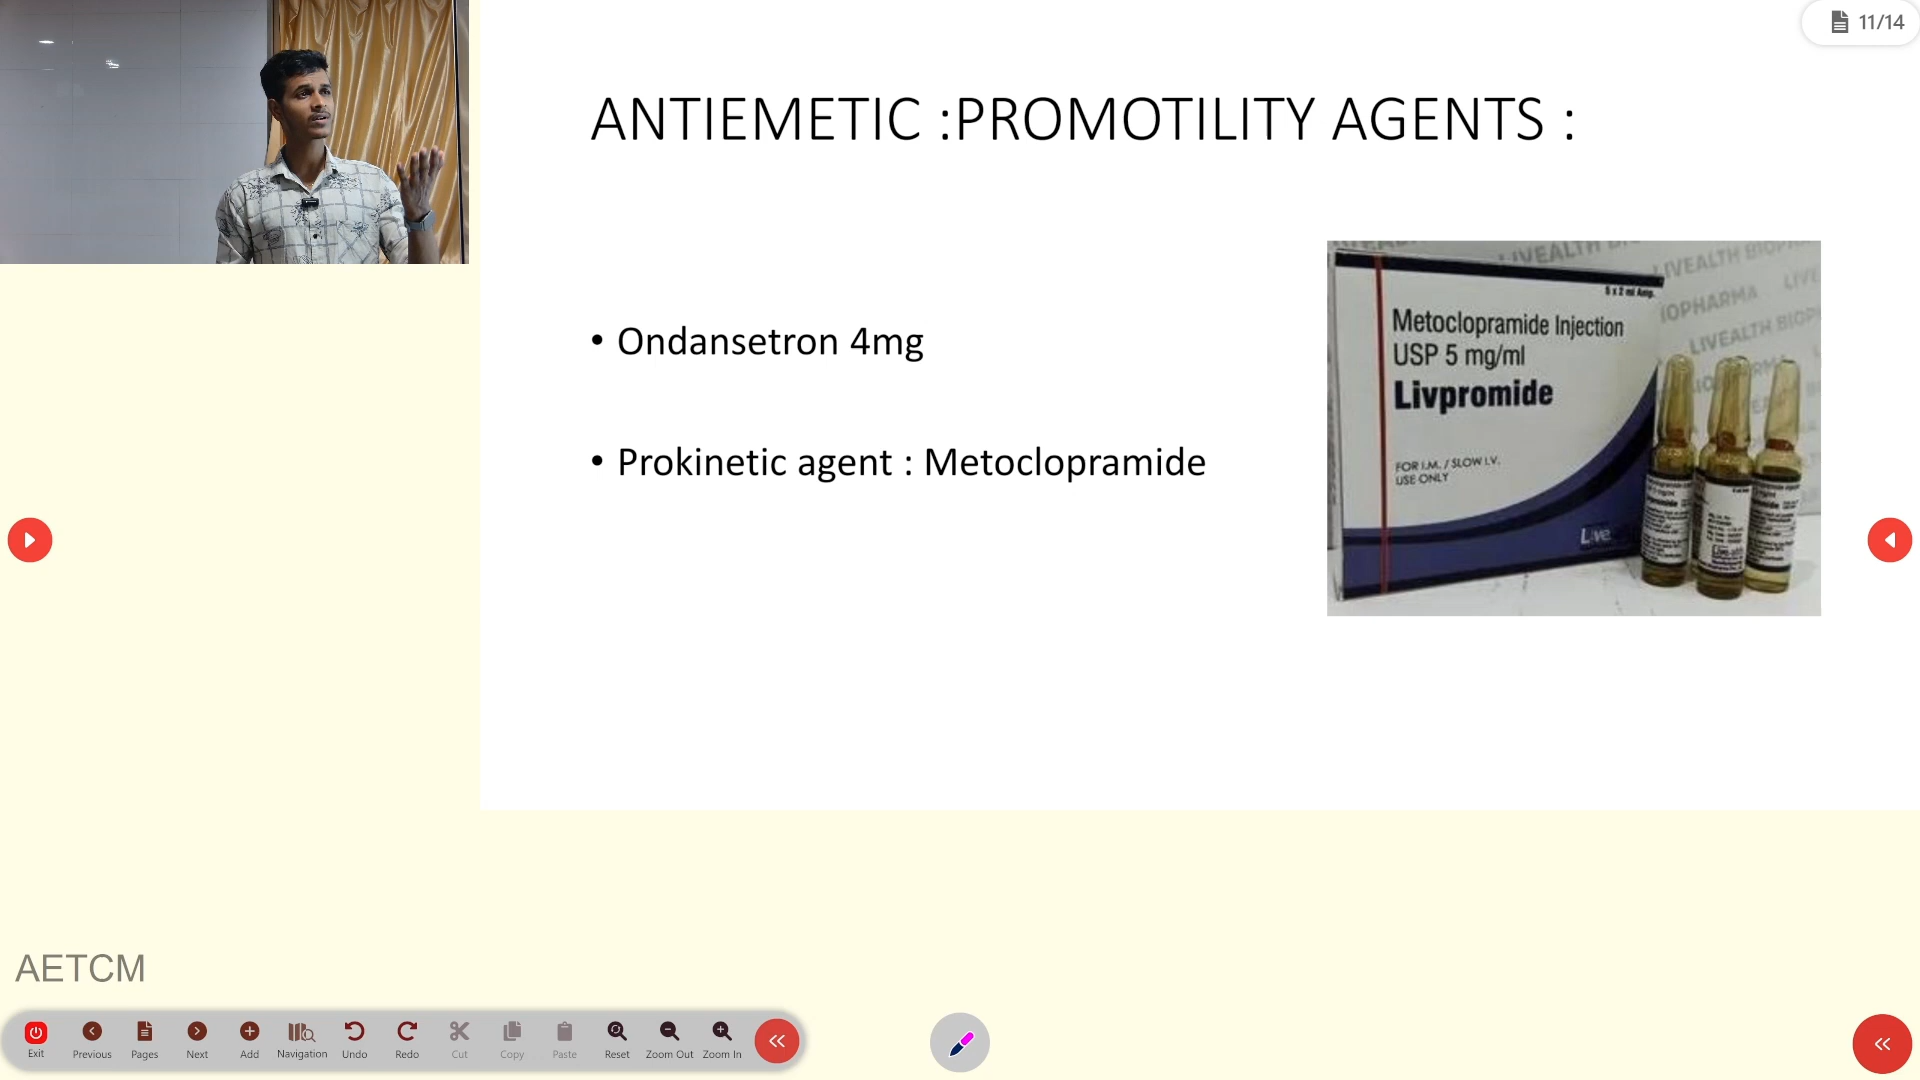 11/14
ANTIEMETIC :PROMOTILITY AGENTS :
• Ondansetron 4mg
• Prokinetic agent : Metoclopramide
LIVEALTH BIOPHARMA
5 x 2 ml Amp.
Metoclopramide Injection
USP 5 mg/ml
Livpromide
FOR I.M. / SLOW I.V.
USE ONLY
Live
AETCM
Exit
Previous
Pages
Next
Add
Navigation
Undo
Redo
Cut
Copy
Paste
Reset
Zoom Out
Zoom In